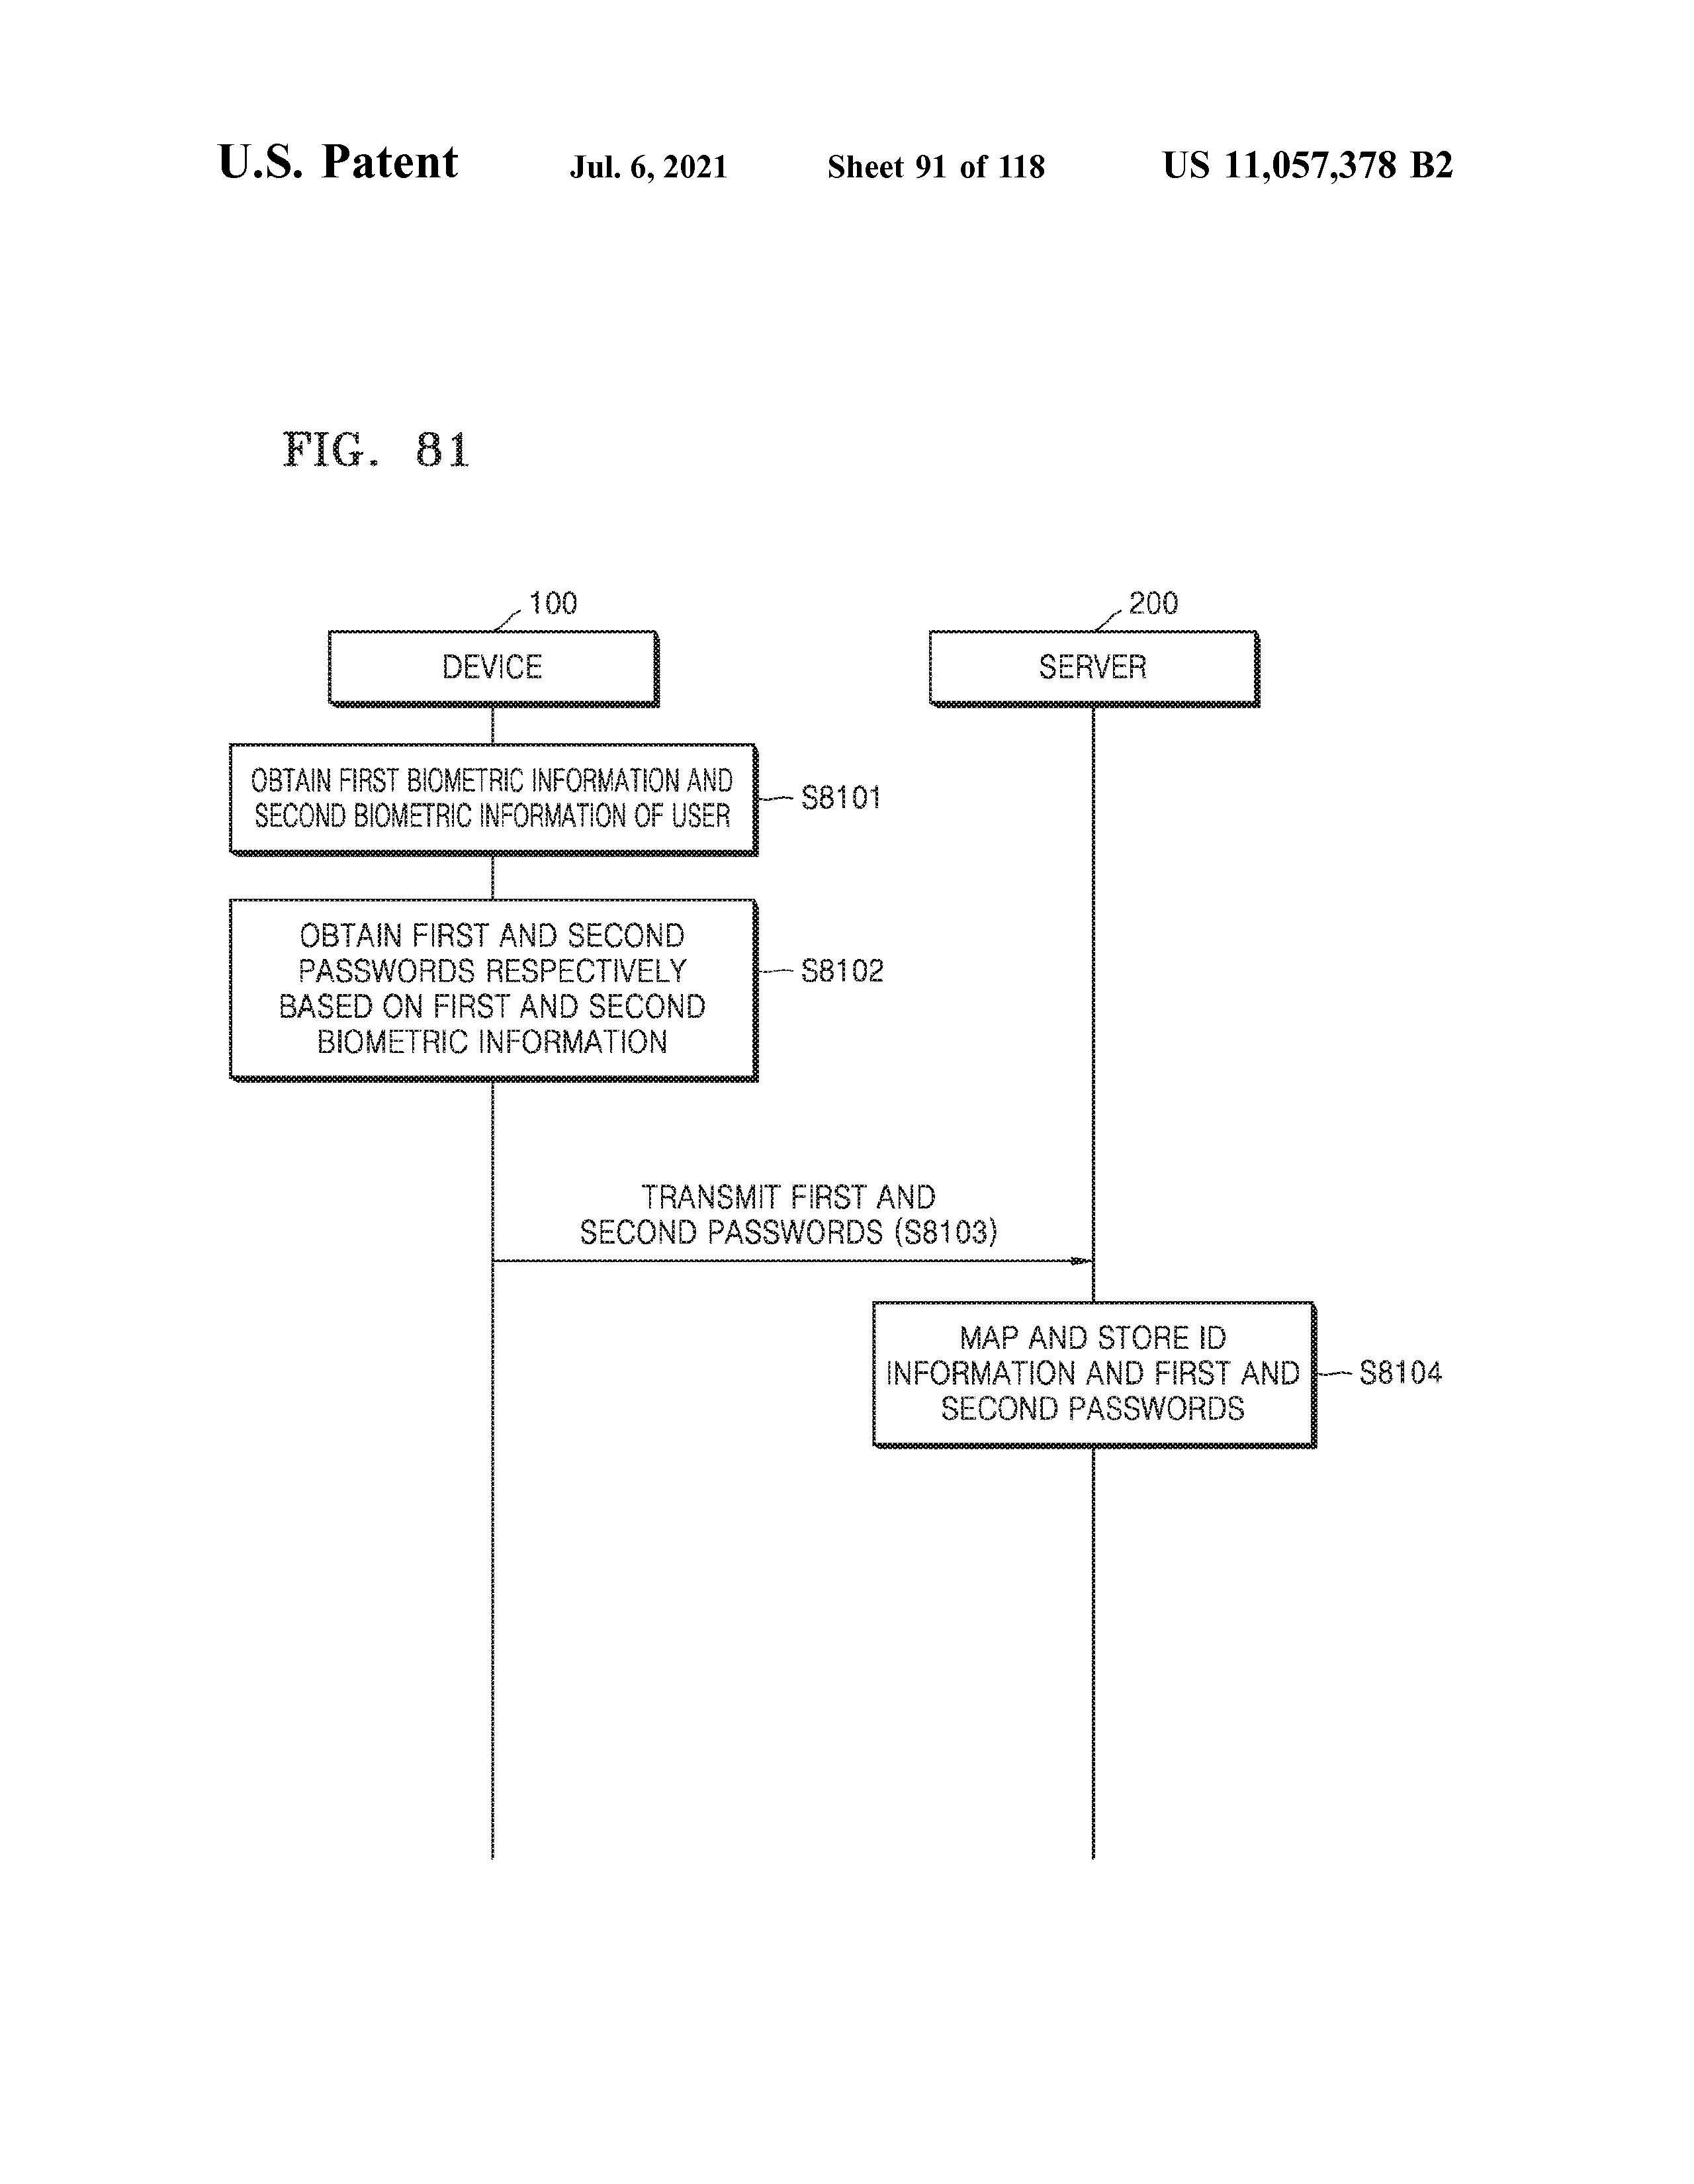 U.S. Patent Jul. 6, 2021 Sheet 91 of 118 US 11,057,378 B2
FIG. 81
100
200
DEVICE
SERVER
OBTAIN FIRST BIOMETRIC INFORMATION AND
SECOND BIOMETRIC INFORMATION OF USER
S8101
OBTAIN FIRST AND SECOND
PASSWORDS RESPECTIVELY
BASED ON FIRST AND SECOND
BIOMETRIC INFORMATION
S8102
TRANSMIT FIRST AND
SECOND PASSWORDS (S8103)
MAP AND STORE ID
INFORMATION AND FIRST AND
SECOND PASSWORDS
S8104